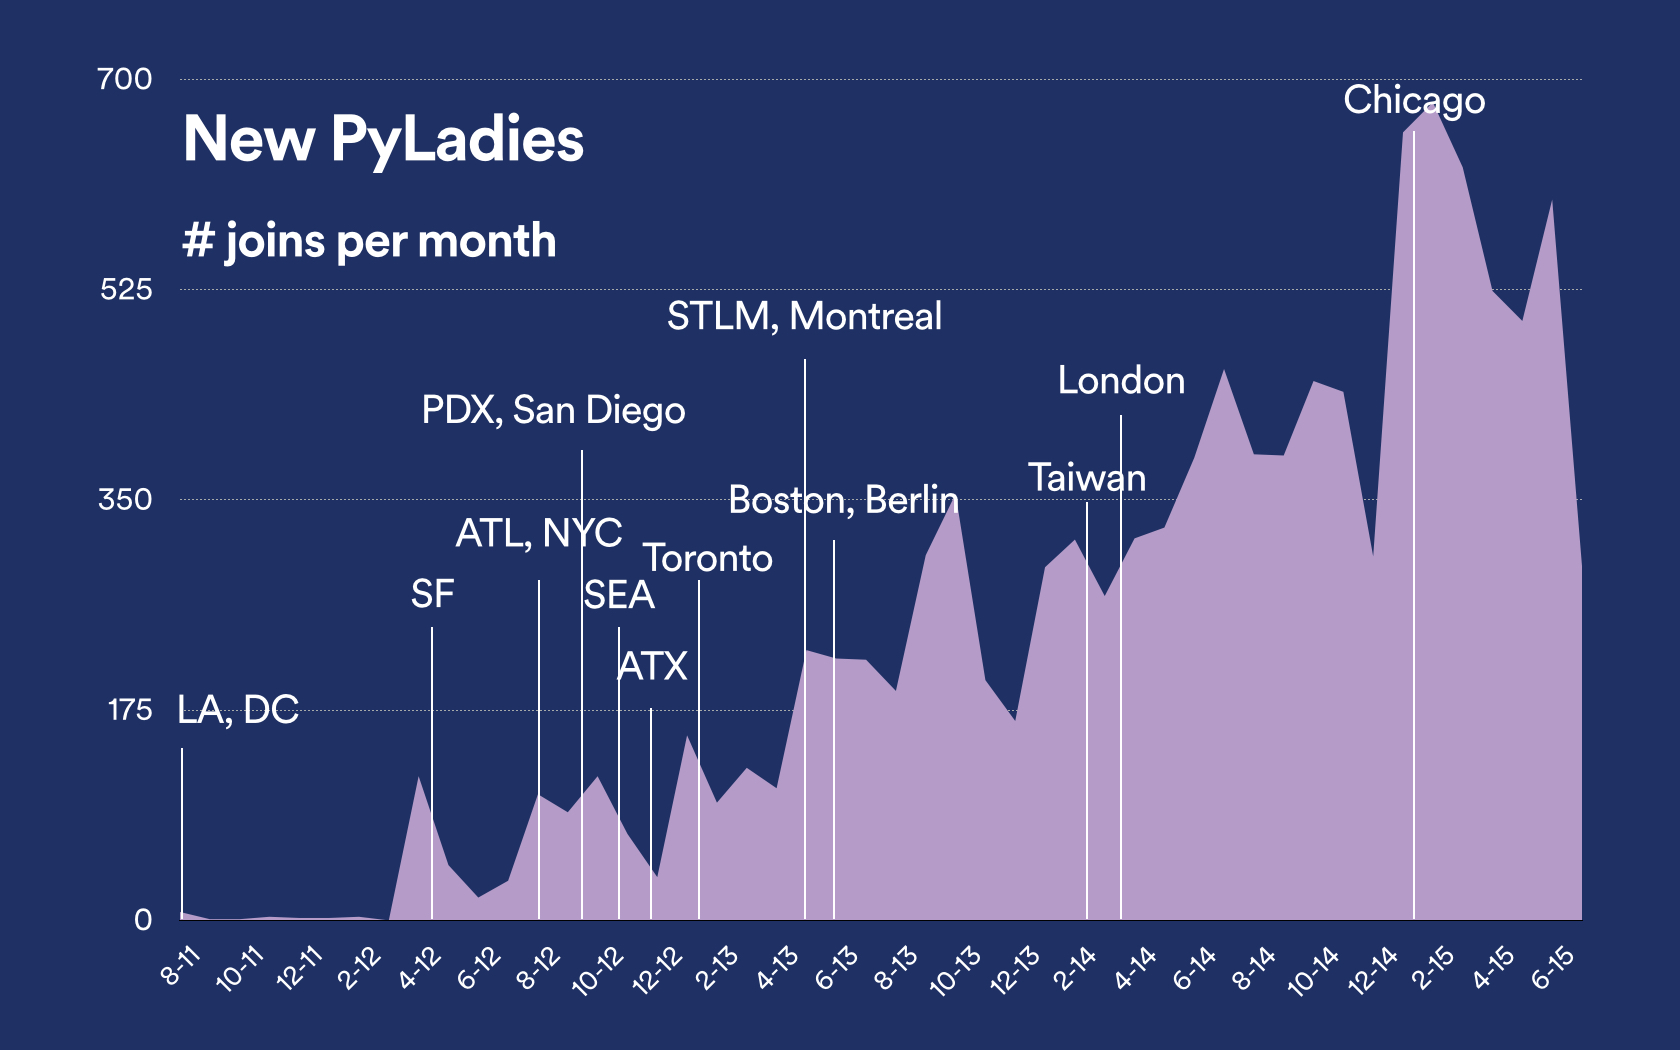 700
Chicago
New PyLadies
# joins per month
525
STLM, Montreal
London
PDX, San Diego
Taiwan
350
Boston, Berlin
ATL, NYC
Toronto
SF
SEA
ATX
175
LA, DC
0
8-11 10-11 12-11 2-12 4-12 6-12 8-12 10-12 12-12 2-13 4-13 6-13 8-13 10-13 12-13 2-14 4-14 6-14 8-14 10-14 12-14 2-15 4-15 6-15